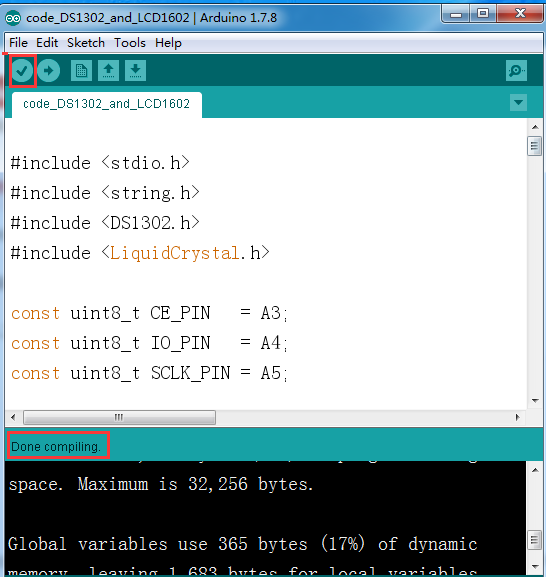 code_DS1302_and_LCD1602 | Arduino 1.7.8
File Edit Sketch Tools Help
code_DS1302_and_LCD1602
#include <stdio.h>
#include <string.h>
#include <DS1302.h>
#include <LiquidCrystal.h>
const uint8_t CE_PIN   = A3;
const uint8_t IO_PIN   = A4;
const uint8_t SCLK_PIN = A5;
Done compiling.
space. Maximum is 32,256 bytes.
Global variables use 365 bytes (17%) of dynamic
memory, leaving 1,683 bytes for local variables.